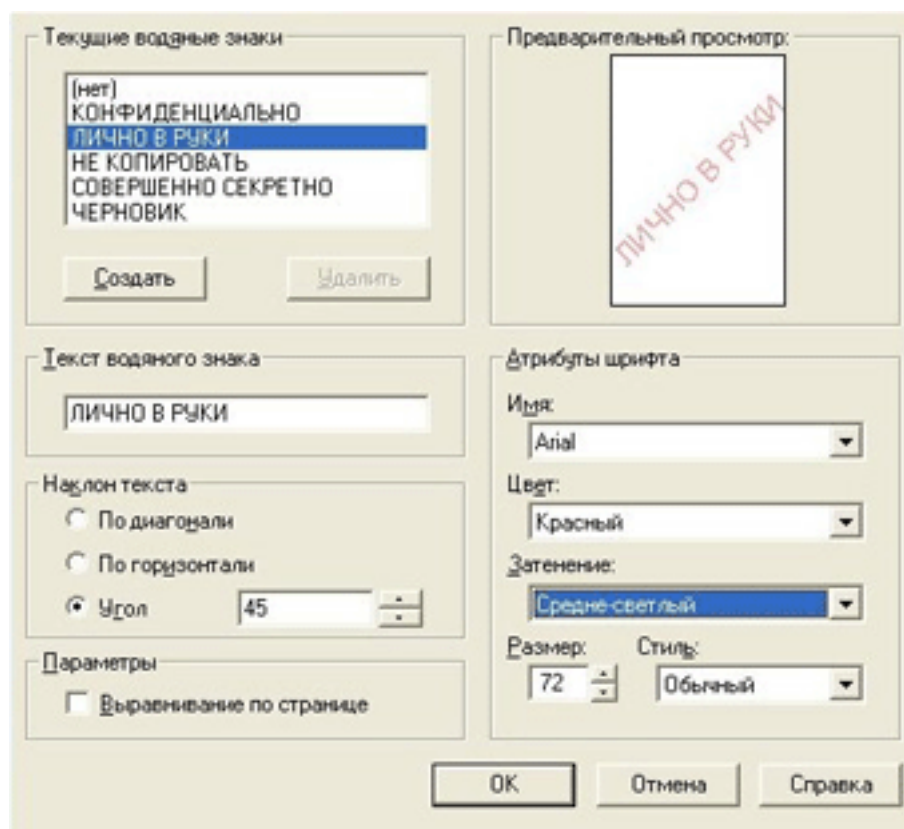 Текущие водяные знаки
(нет)
КОНФИДЕНЦИАЛЬНО
ЛИЧНО В РУКИ
НЕ КОПИРОВАТЬ
СОВЕРШЕННО СЕКРЕТНО
ЧЕРНОВИК
Создать
Удалить
Предварительный просмотр:
ЛИЧНО В РУКИ
Текст водяного знака
ЛИЧНО В РУКИ
Наклон текста
По диагонали
По горизонтали
Угол 45
Параметры
Выравнивание по странице
Атрибуты шрифта
Имя:
Arial
Цвет:
Красный
Затенение:
Средне-светлый
Размер: Стиль:
72 Обычный
OK Отмена Справка